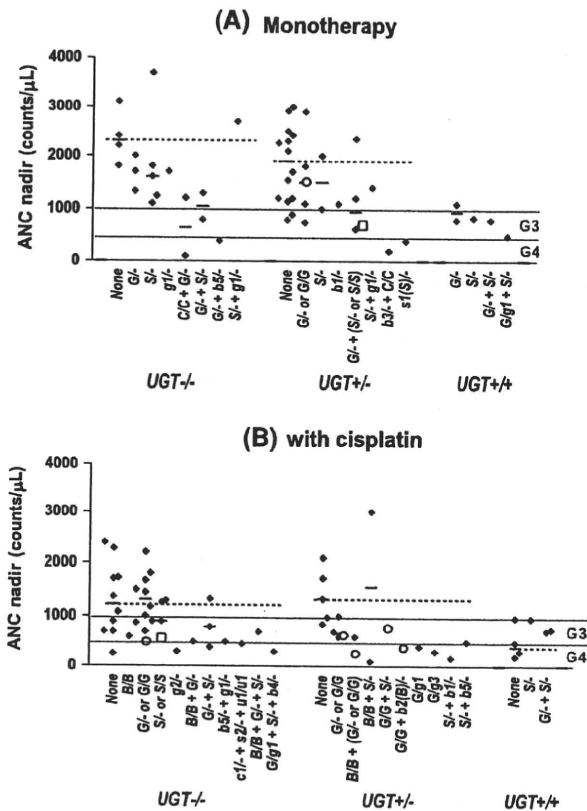 (A) Monotherapy
ANC nadir (counts/μL)
4000
3000
2000
1000
0
G3
G4
None
G/-
S/-
g1/-
C/C + G/-
G/- + S/-
G/- + b5/-
S/- + g1/-
None
G/- or G/G
S/-
b1/-
G/- + (S/- or S/S)
S/- + g1/-
b3/- + C/C
s1(S)/-
G/-
S/-
G/- + S/-
G/g1 + S/-
UGT-/-
UGT+/-
UGT+/+
(B) with cisplatin
ANC nadir (counts/μL)
4000
3000
2000
1000
0
G3
G4
None
B/B
G/- or G/G
S/- or S/S
g2/-
B/B + G/-
G/- + S/-
b5/- + g1/-
c1/- + s2/- + u1/u1
B/B + G/- + S/-
G/g1 + S/- + b4/-
None
G/- or G/G
B/B + (G/- or G/G)
B/B + S/-
G/G + S/-
G/G + b2(B)/-
G/g1
G/g3
S/- + b1/-
S/- + b5/-
None
S/-
G/- + S/-
UGT-/-
UGT+/-
UGT+/+